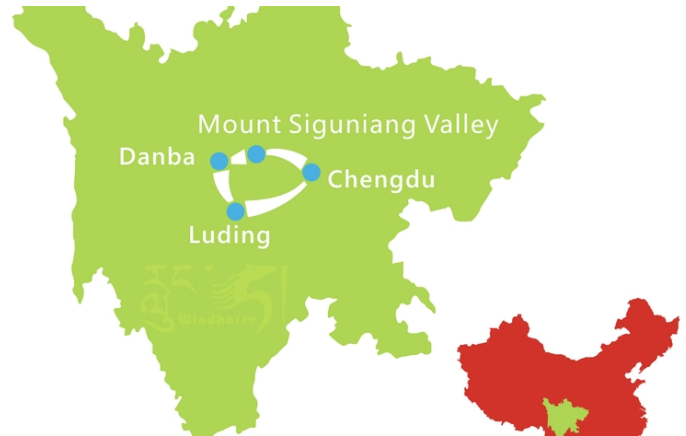 Mount Siguniang Valley
Danba
Chengdu
Luding
Windhorse